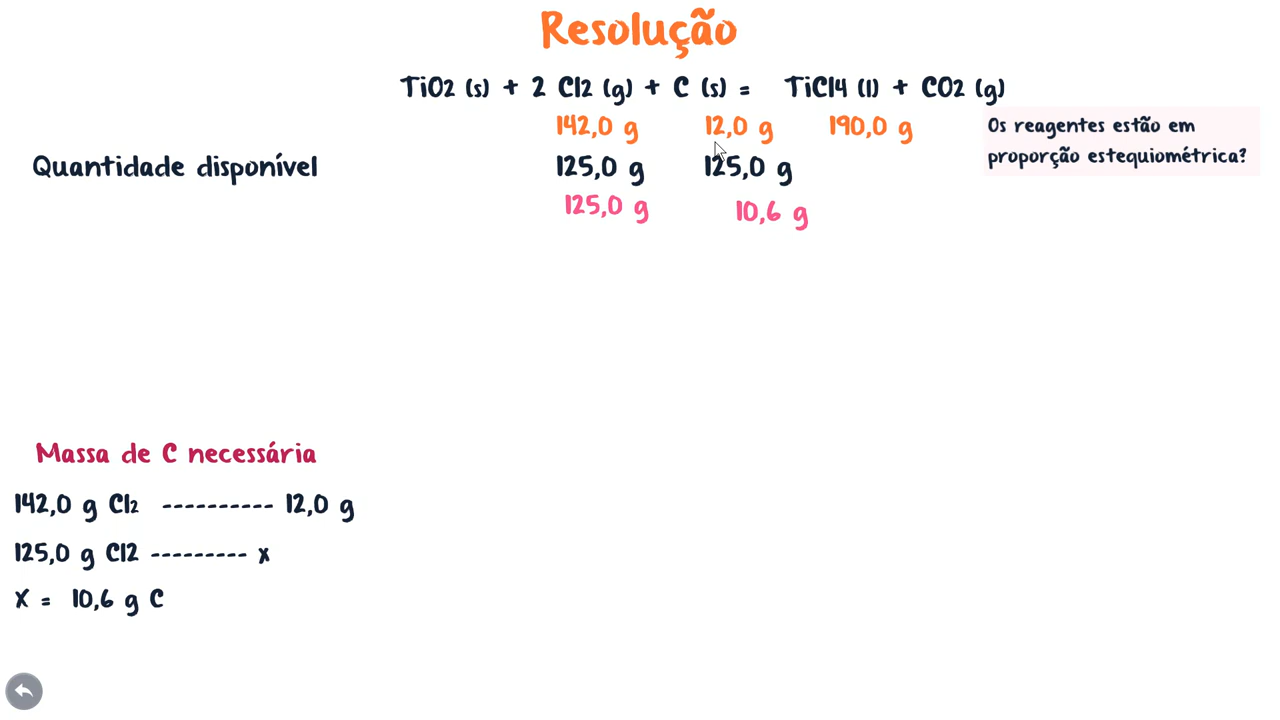 Resolução
TiO2 (s) + 2 Cl2 (g) + C (s) = TiCl4 (l) + CO2 (g)
142,0 g 12,0 g 190,0 g
Os reagentes estão em
proporção estequiométrica?
Quantidade disponível 125,0 g 125,0 g
125,0 g 10,6 g
Massa de C necessária
142,0 g Cl2 ---------- 12,0 g
125,0 g Cl2 --------- x
X = 10,6 g C